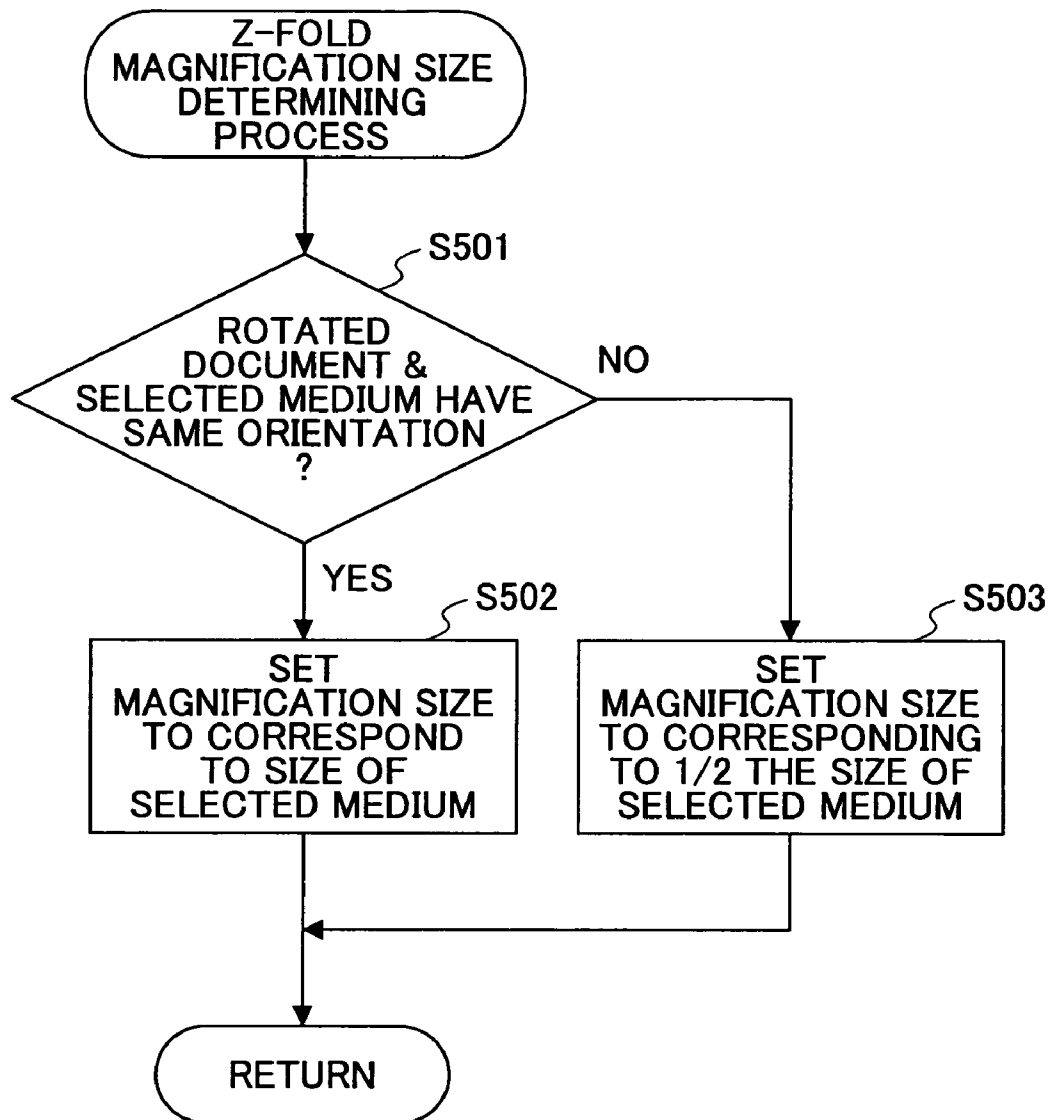 Z-FOLD
MAGNIFICATION SIZE
DETERMINING
PROCESS
S501
ROTATED
DOCUMENT &
SELECTED MEDIUM HAVE
SAME ORIENTATION
?
NO
YES
S502
SET
MAGNIFICATION SIZE
TO CORRESPOND
TO SIZE OF
SELECTED MEDIUM
S503
SET
MAGNIFICATION SIZE
TO CORRESPONDING
TO 1/2 THE SIZE OF
SELECTED MEDIUM
RETURN